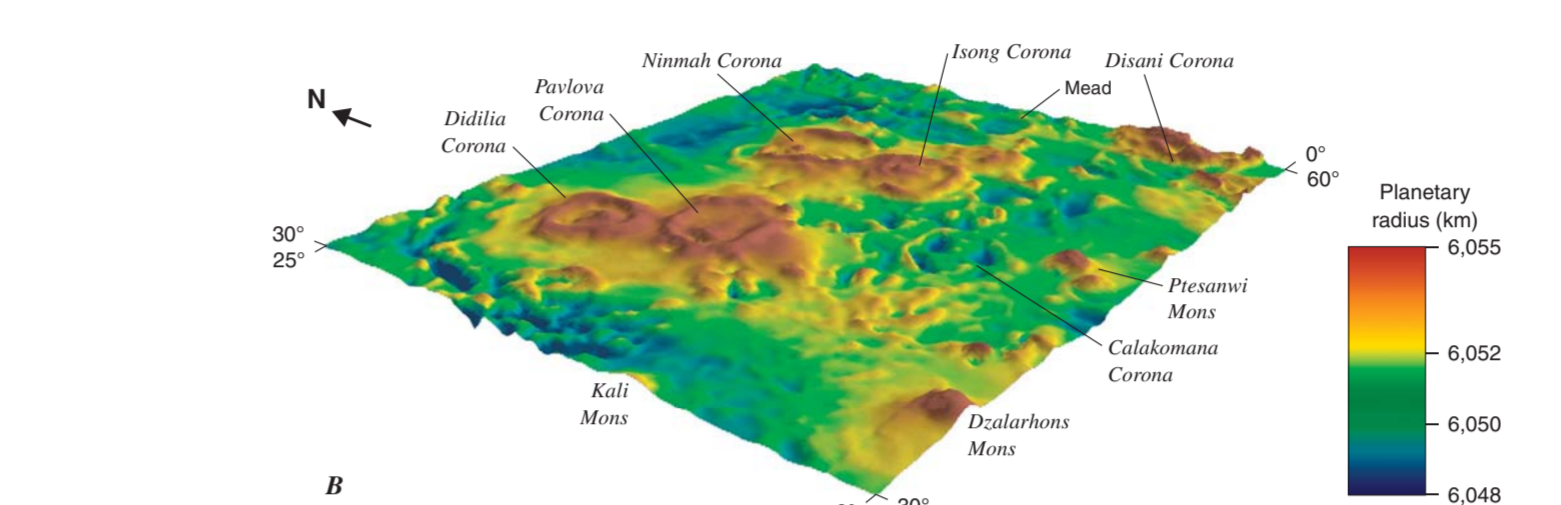 Ninmah Corona
Isong Corona
Disani Corona
Pavlova
Corona
Mead
N
Didilia
Corona
0°
60°
Planetary
radius (km)
30°
25°
6,055
Ptesanwi
Mons
Calakomana
Corona
6,052
Kali
Mons
Dzalarhons
Mons
6,050
B
6,048
30°